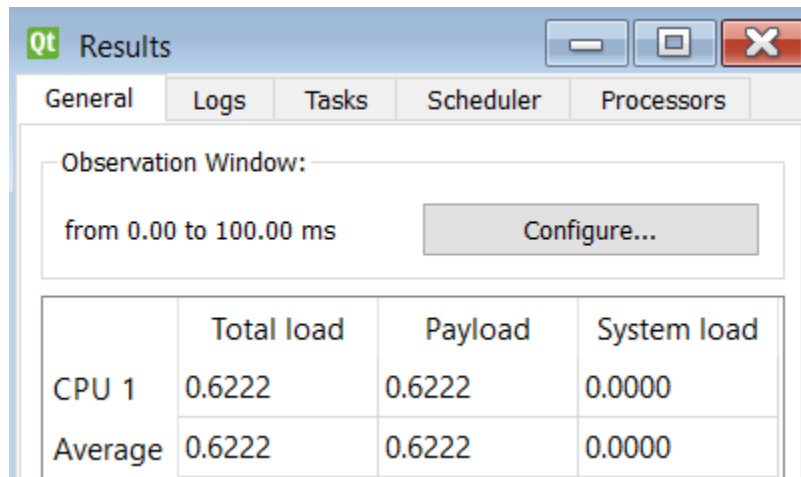 Qt Results
General Logs Tasks Scheduler Processors
Observation Window:
from 0.00 to 100.00 ms Configure...
Total load Payload System load
CPU 1 0.6222 0.6222 0.0000
Average 0.6222 0.6222 0.0000